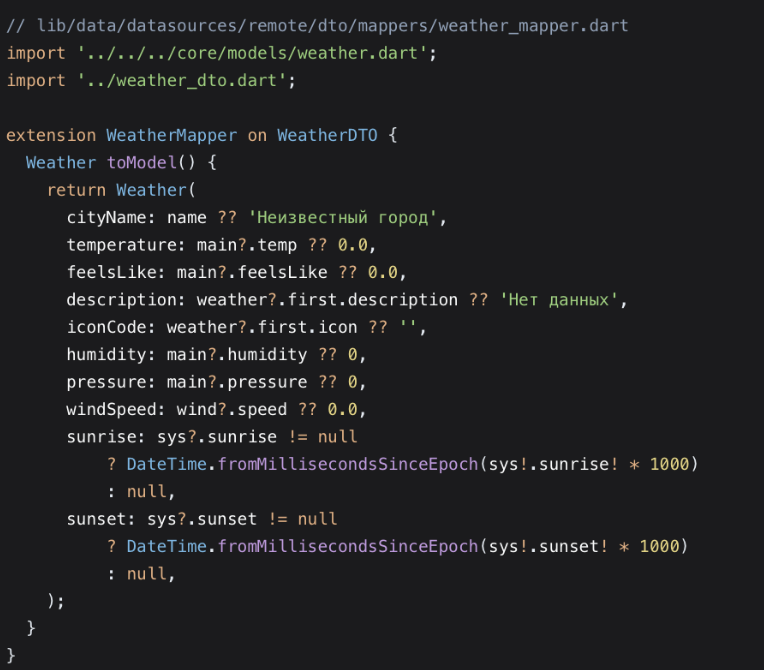 // lib/data/datasources/remote/dto/mappers/weather_mapper.dart
import '../../../core/models/weather.dart';
import '../weather_dto.dart';

extension WeatherMapper on WeatherDTO {
  Weather toModel() {
    return Weather(
      cityName: name ?? 'Неизвестный город',
      temperature: main?.temp ?? 0.0,
      feelsLike: main?.feelsLike ?? 0.0,
      description: weather?.first.description ?? 'Нет данных',
      iconCode: weather?.first.icon ?? '',
      humidity: main?.humidity ?? 0,
      pressure: main?.pressure ?? 0,
      windSpeed: wind?.speed ?? 0.0,
      sunrise: sys?.sunrise != null
          ? DateTime.fromMillisecondsSinceEpoch(sys!.sunrise! * 1000)
          : null,
      sunset: sys?.sunset != null
          ? DateTime.fromMillisecondsSinceEpoch(sys!.sunset! * 1000)
          : null,
    );
  }
}